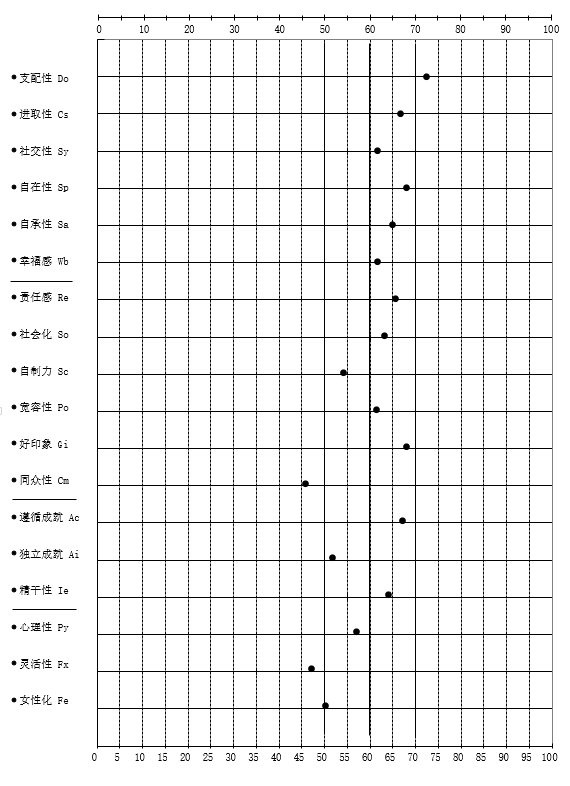 0 10 20 30 40 50 60 70 80 90 100
● 支配性 Do
● 进取性 Cs
● 社交性 Sy
● 自在性 Sp
● 自承性 Sa
● 幸福感 Wb
● 责任感 Re
● 社会化 So
● 自制力 Sc
● 宽容性 Po
● 好印象 Gi
● 同众性 Cm
● 遵循成就 Ac
● 独立成就 Ai
● 精干性 Ie
● 心理性 Py
● 灵活性 Fx
● 女性化 Fe
0 5 10 15 20 25 30 35 40 45 50 55 60 65 70 75 80 85 90 95 100